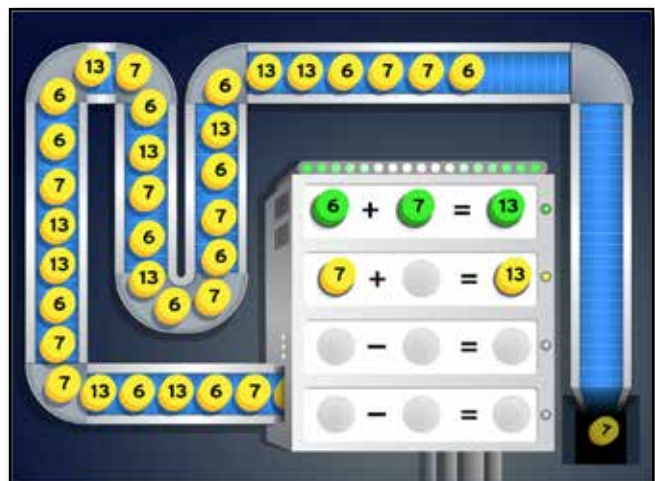 13 7 13 13 6 7 7 6
6 6 6
6 13 13
7 7 6
13 6 7
13 13 6
6 6 7
7
7 13 6 13 6 7
6 + 7 = 13
7 + = 13
− =
− =
7